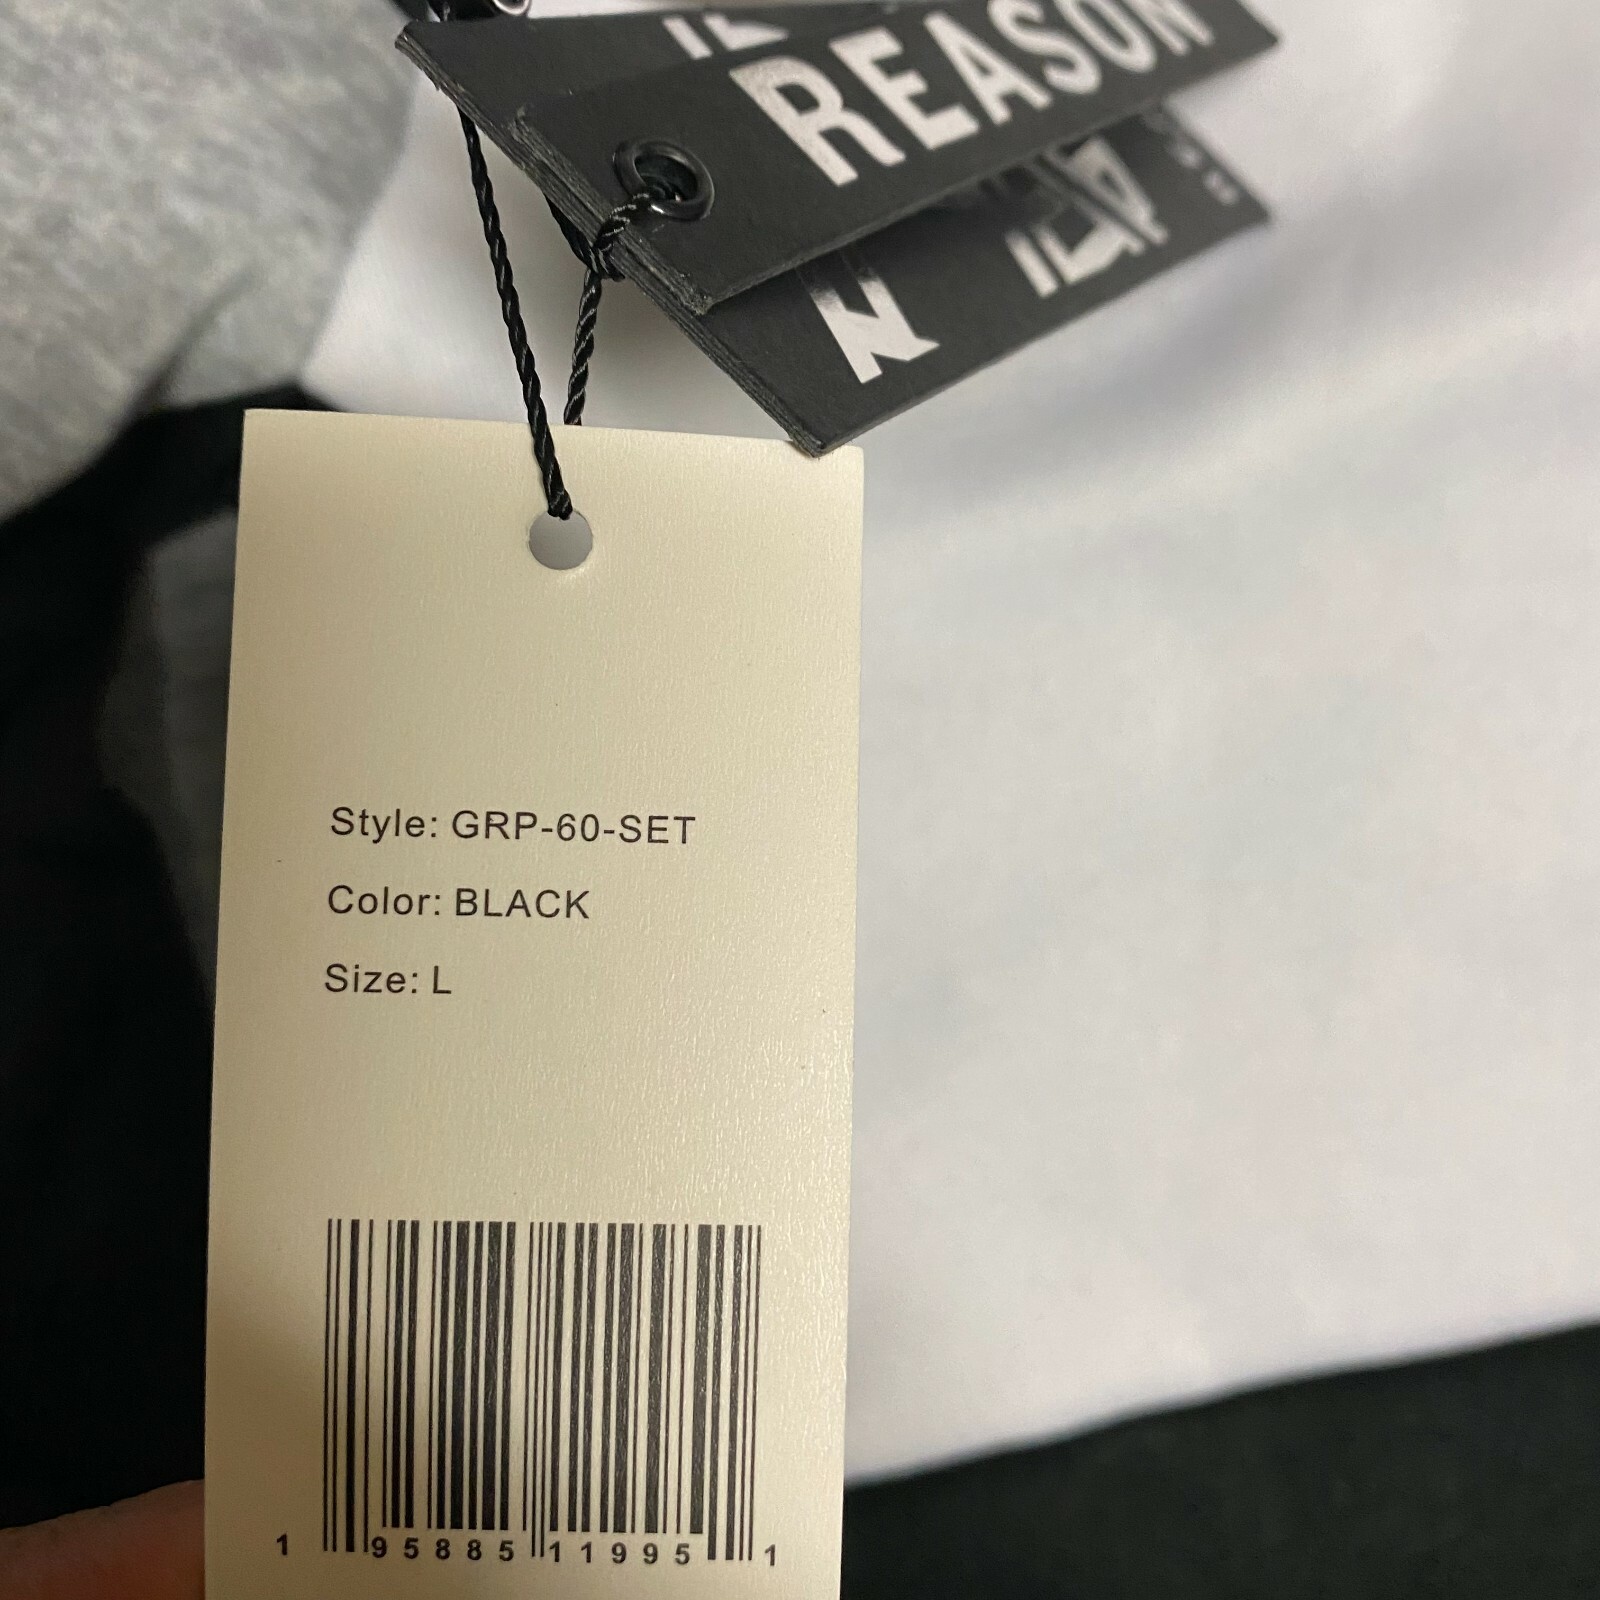 REASON
Style: GRP-60-SET
Color: BLACK
Size: L
1 95885 11995 1